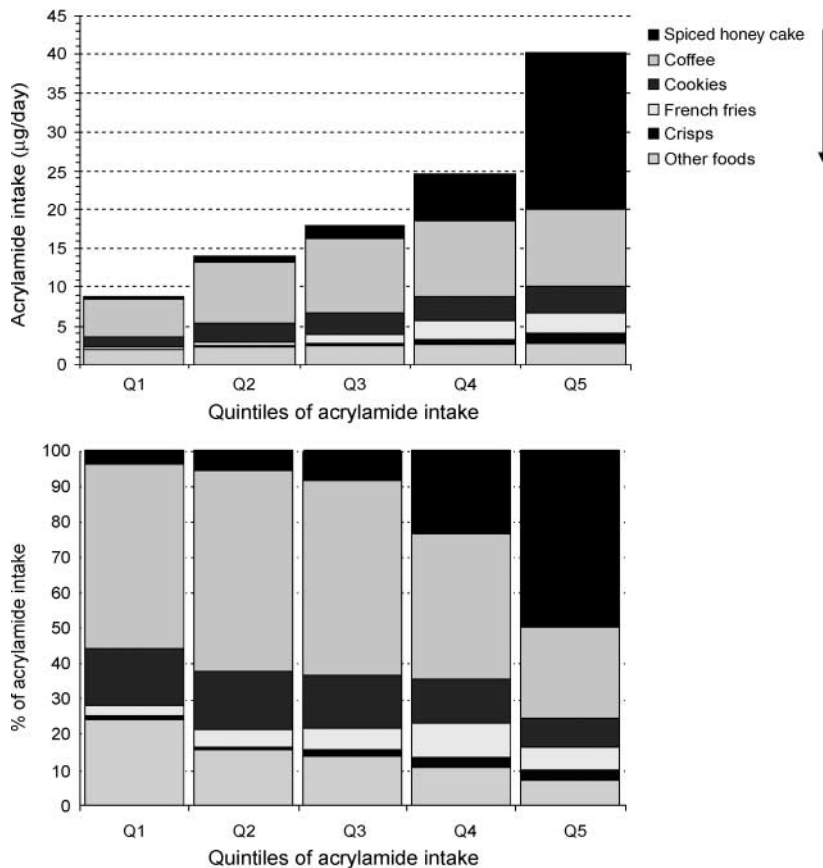 45
40
35
30
25
20
15
10
5
0
Acrylamide intake (µg/day)
Q1 Q2 Q3 Q4 Q5
Quintiles of acrylamide intake
Spiced honey cake
Coffee
Cookies
French fries
Crisps
Other foods
100
90
80
70
60
50
40
30
20
10
0
% of acrylamide intake
Q1 Q2 Q3 Q4 Q5
Quintiles of acrylamide intake